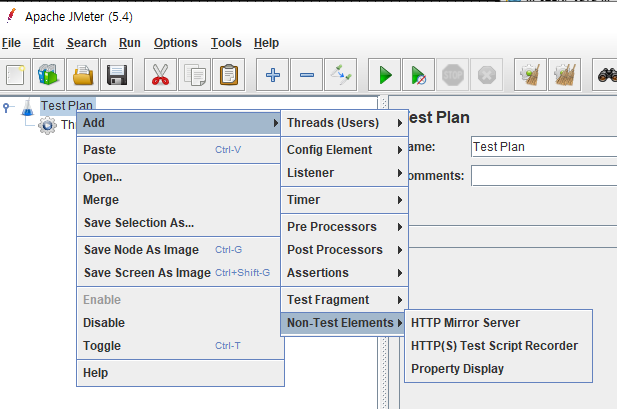 Apache JMeter (5.4)
File Edit Search Run Options Tools Help
STOP
Test Plan
Th
Add
Paste Ctrl-V
Open...
Merge
Save Selection As...
Save Node As Image Ctrl-G
Save Screen As Image Ctrl+Shift-G
Enable
Disable
Toggle Ctrl-T
Help
Threads (Users)
Config Element
Listener
Timer
Pre Processors
Post Processors
Assertions
Test Fragment
Non-Test Elements
HTTP Mirror Server
HTTP(S) Test Script Recorder
Property Display
est Plan
ame: Test Plan
omments: